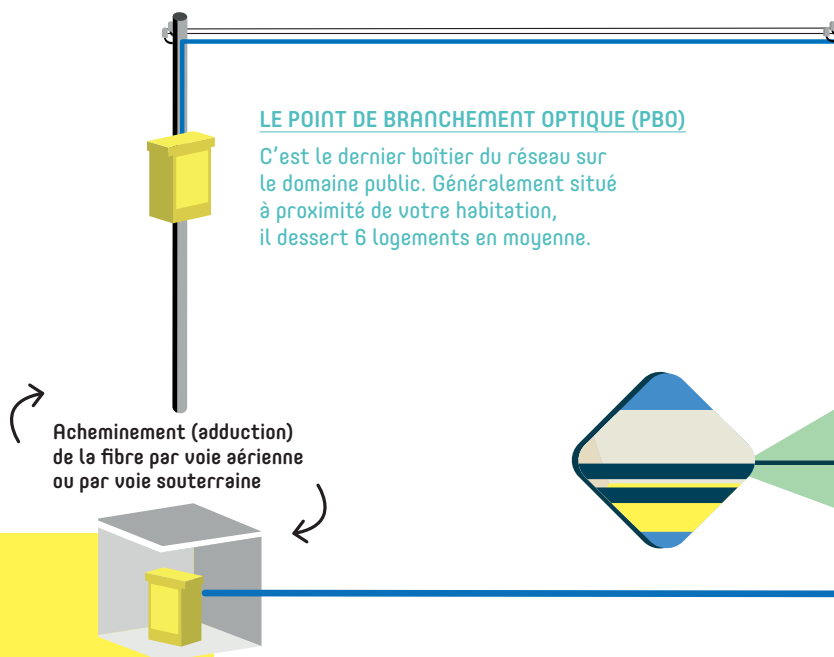 LE POINT DE BRANCHEMENT OPTIQUE (PBO)
C'est le dernier boîtier du réseau sur
le domaine public. Généralement situé
à proximité de votre habitation,
il dessert 6 logements en moyenne.
Acheminement (adduction)
de la fibre par voie aérienne
ou par voie souterraine